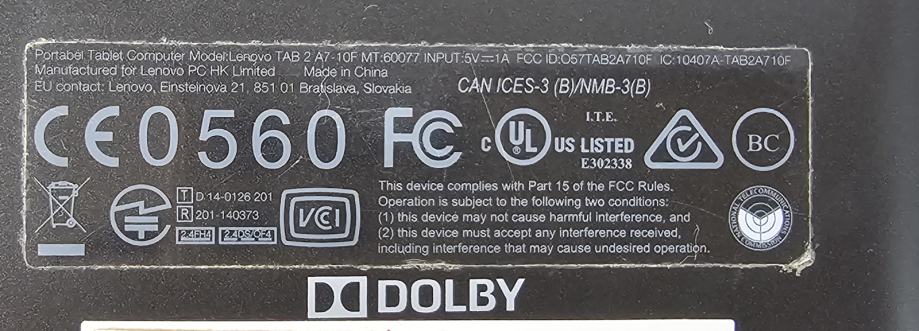 Portabel Tablet Computer Model:Lenovo TAB 2 A7-10F MT:60077 INPUT:5V⎓1A FCC ID:O57TAB2A710F IC:10407A-TAB2A710F
Manufactured for Lenovo PC HK Limited Made in China
EU contact: Lenovo, Einsteinova 21, 851 01 Bratislava, Slovakia
CAN ICES-3 (B)/NMB-3(B)
CE0560 FC c UL US LISTED
I.T.E.
E302338
BC
T D14-0126 201
R 201-140373
2.4FH4 2.4DS/OF4
VCCI
This device complies with Part 15 of the FCC Rules.
Operation is subject to the following two conditions:
(1) this device may not cause harmful interference, and
(2) this device must accept any interference received,
including interference that may cause undesired operation.
NATIONAL TELECOMMUNICATIONS COMMISSION
DOLBY